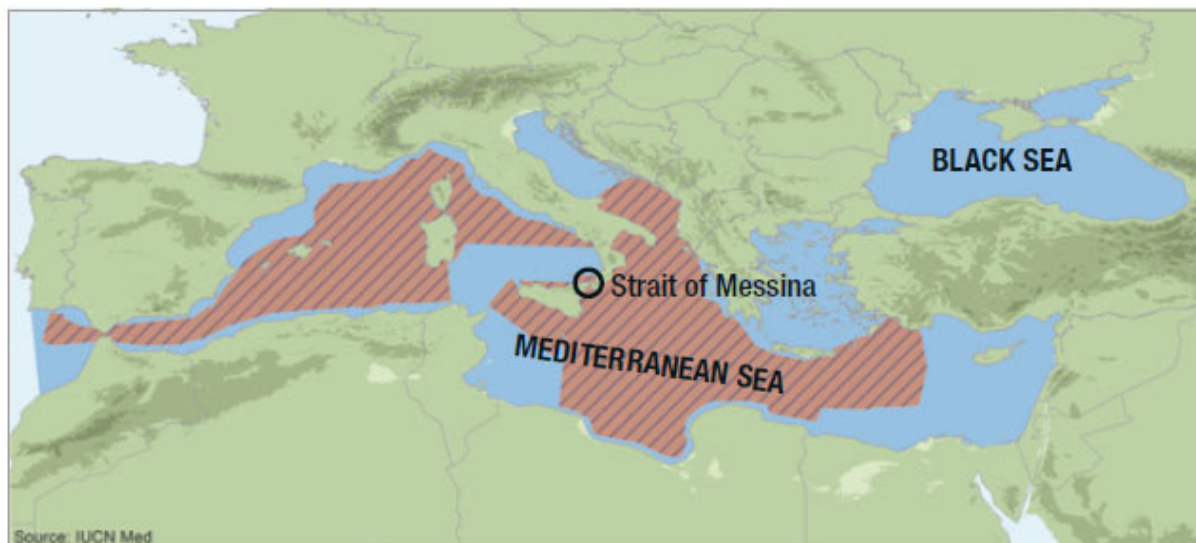 BLACK SEA
Strait of Messina
MEDITERRANEAN SEA
Source: IUCN Med